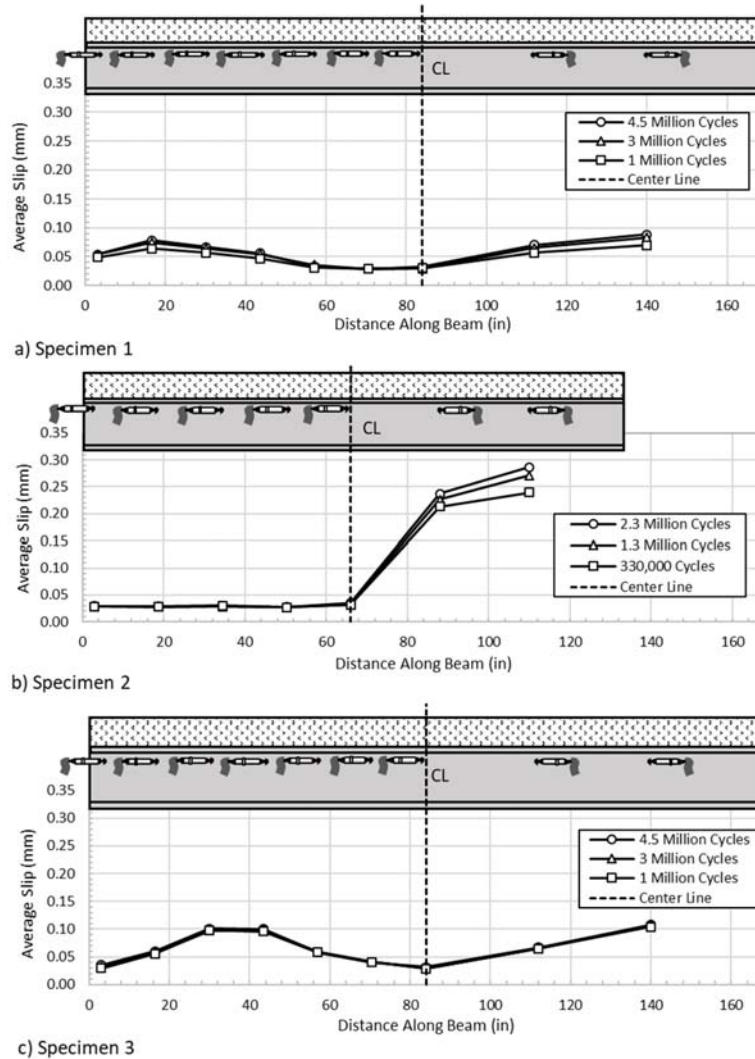 CL
0.35
0.30
0.25
0.20
0.15
0.10
0.05
0.00
Average Slip (mm)
4.5 Million Cycles
3 Million Cycles
1 Million Cycles
Center Line
0 20 40 60 80 100 120 140 160
Distance Along Beam (in)
a) Specimen 1
CL
0.35
0.30
0.25
0.20
0.15
0.10
0.05
0.00
Average Slip (mm)
2.3 Million Cycles
1.3 Million Cycles
330,000 Cycles
Center Line
0 20 40 60 80 100 120 140 160
Distance Along Beam (in)
b) Specimen 2
CL
0.35
0.30
0.25
0.20
0.15
0.10
0.05
0.00
Average Slip (mm)
4.5 Million Cycles
3 Million Cycles
1 Million Cycles
Center Line
0 20 40 60 80 100 120 140 160
Distance Along Beam (in)
c) Specimen 3